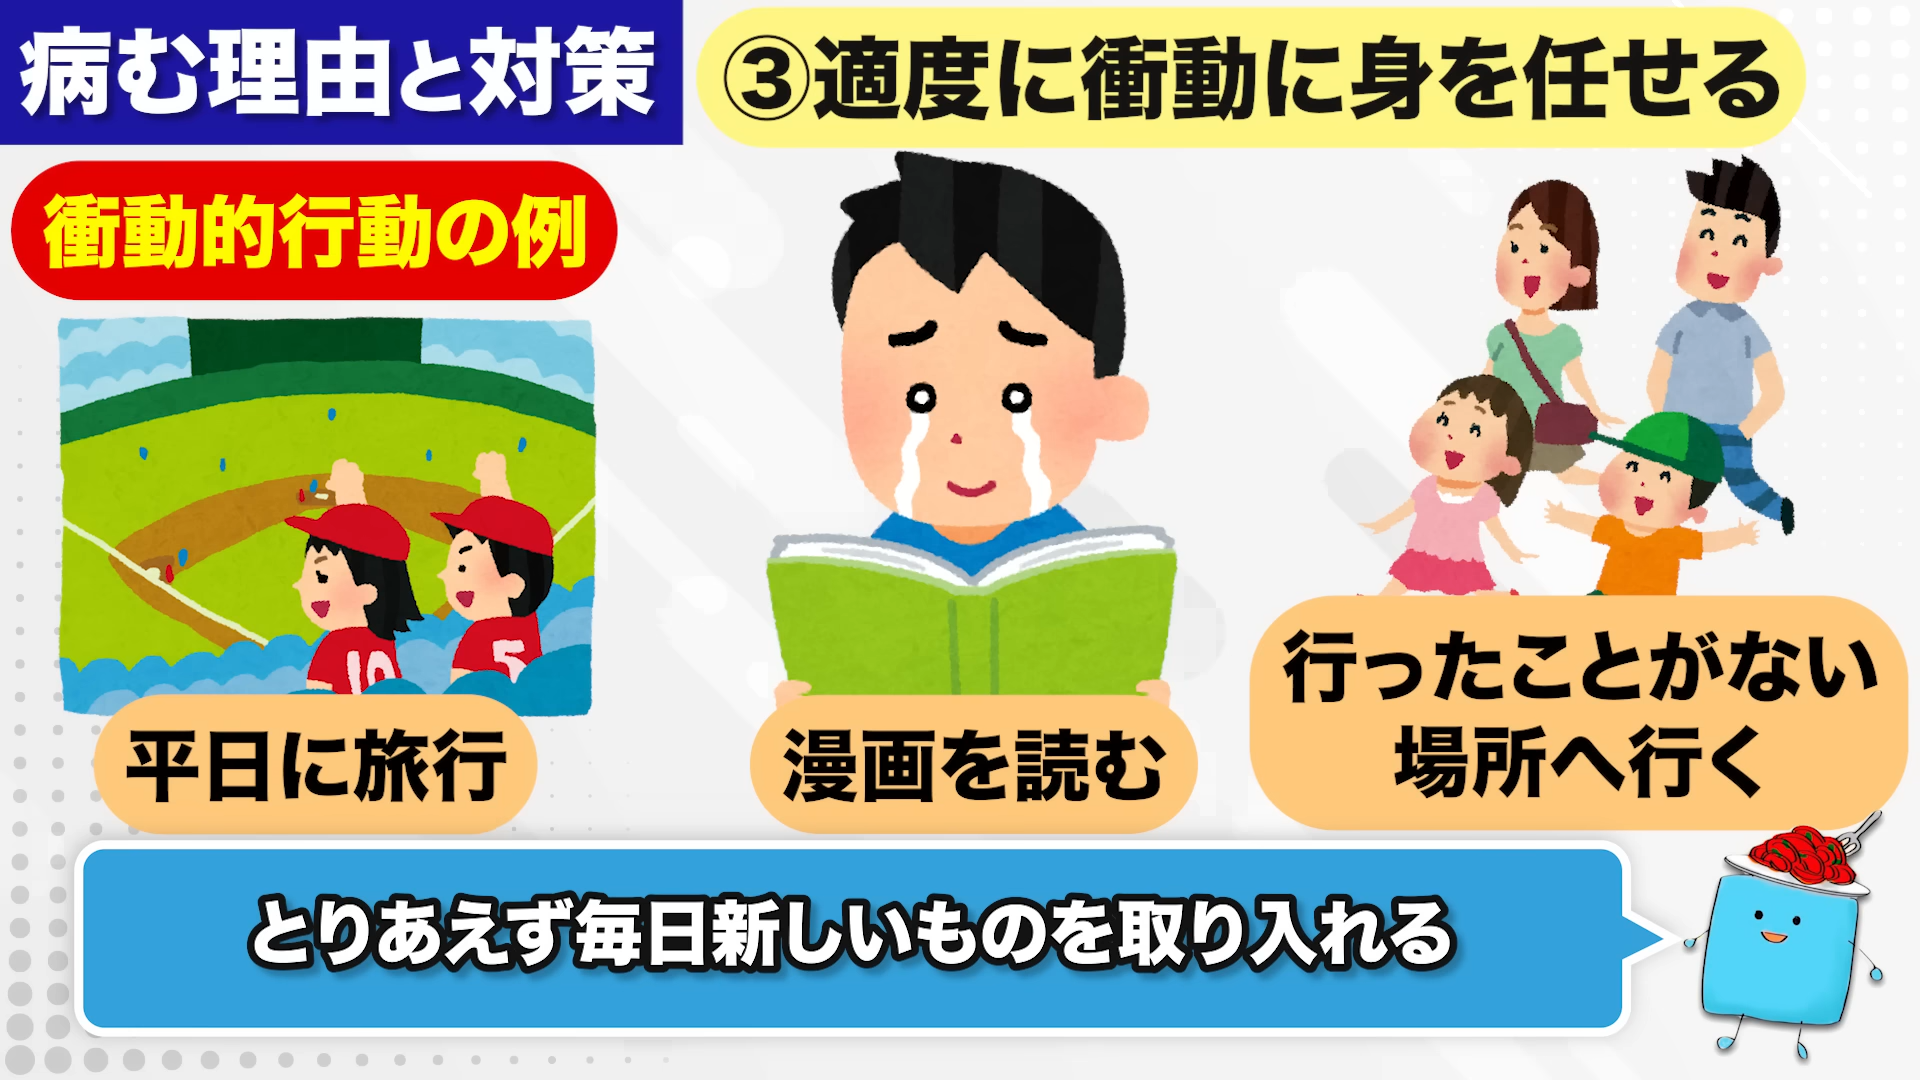 病む理由と対策
③適度に衝動に身を任せる
衝動的行動の例
10
5
平日に旅行
漫画を読む
行ったことがない
場所へ行く
とりあえず毎日新しいものを取り入れる